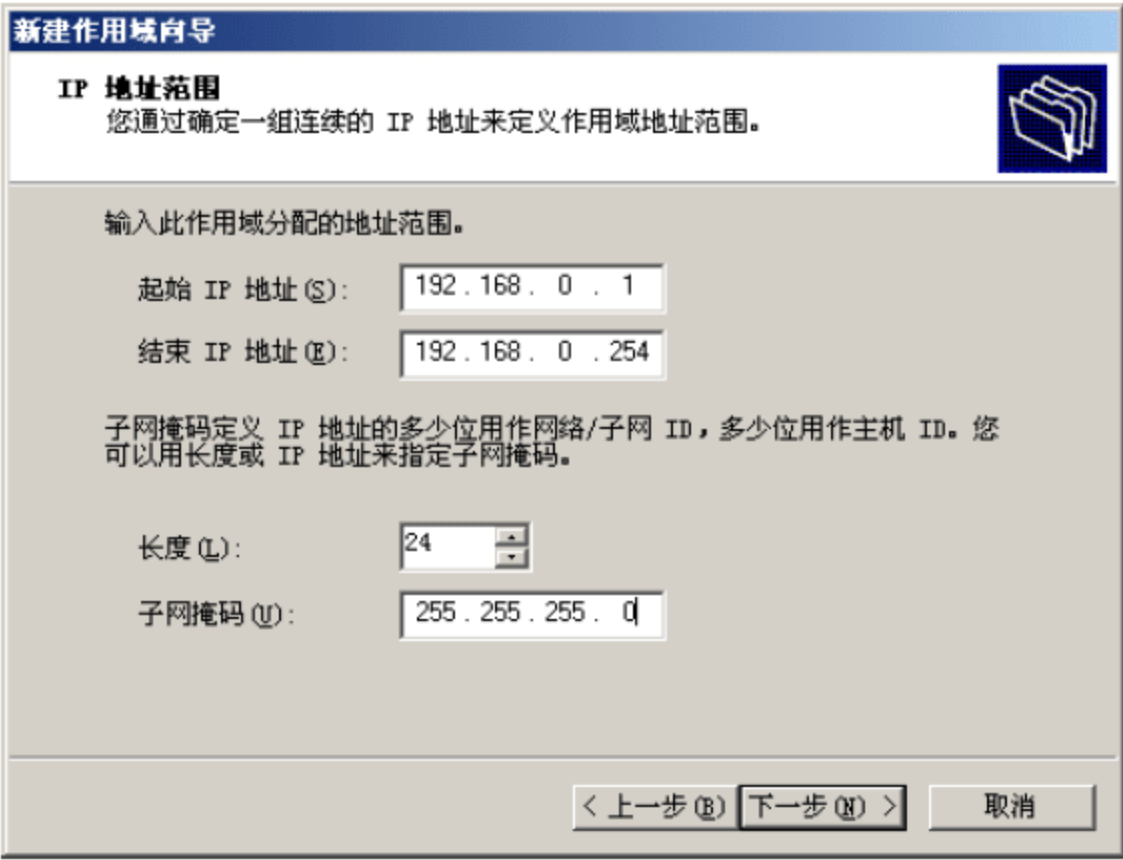 新建作用域向导
IP 地址范围
您通过确定一组连续的 IP 地址来定义作用域地址范围。
输入此作用域分配的地址范围。
起始 IP 地址(S): 192 . 168 . 0 . 1
结束 IP 地址(E): 192 . 168 . 0 . 254
子网掩码定义 IP 地址的多少位用作网络/子网 ID，多少位用作主机 ID。您
可以用长度或 IP 地址来指定子网掩码。
长度(L): 24
子网掩码(U): 255 . 255 . 255 . 0
< 上一步(B) 下一步(N) > 取消